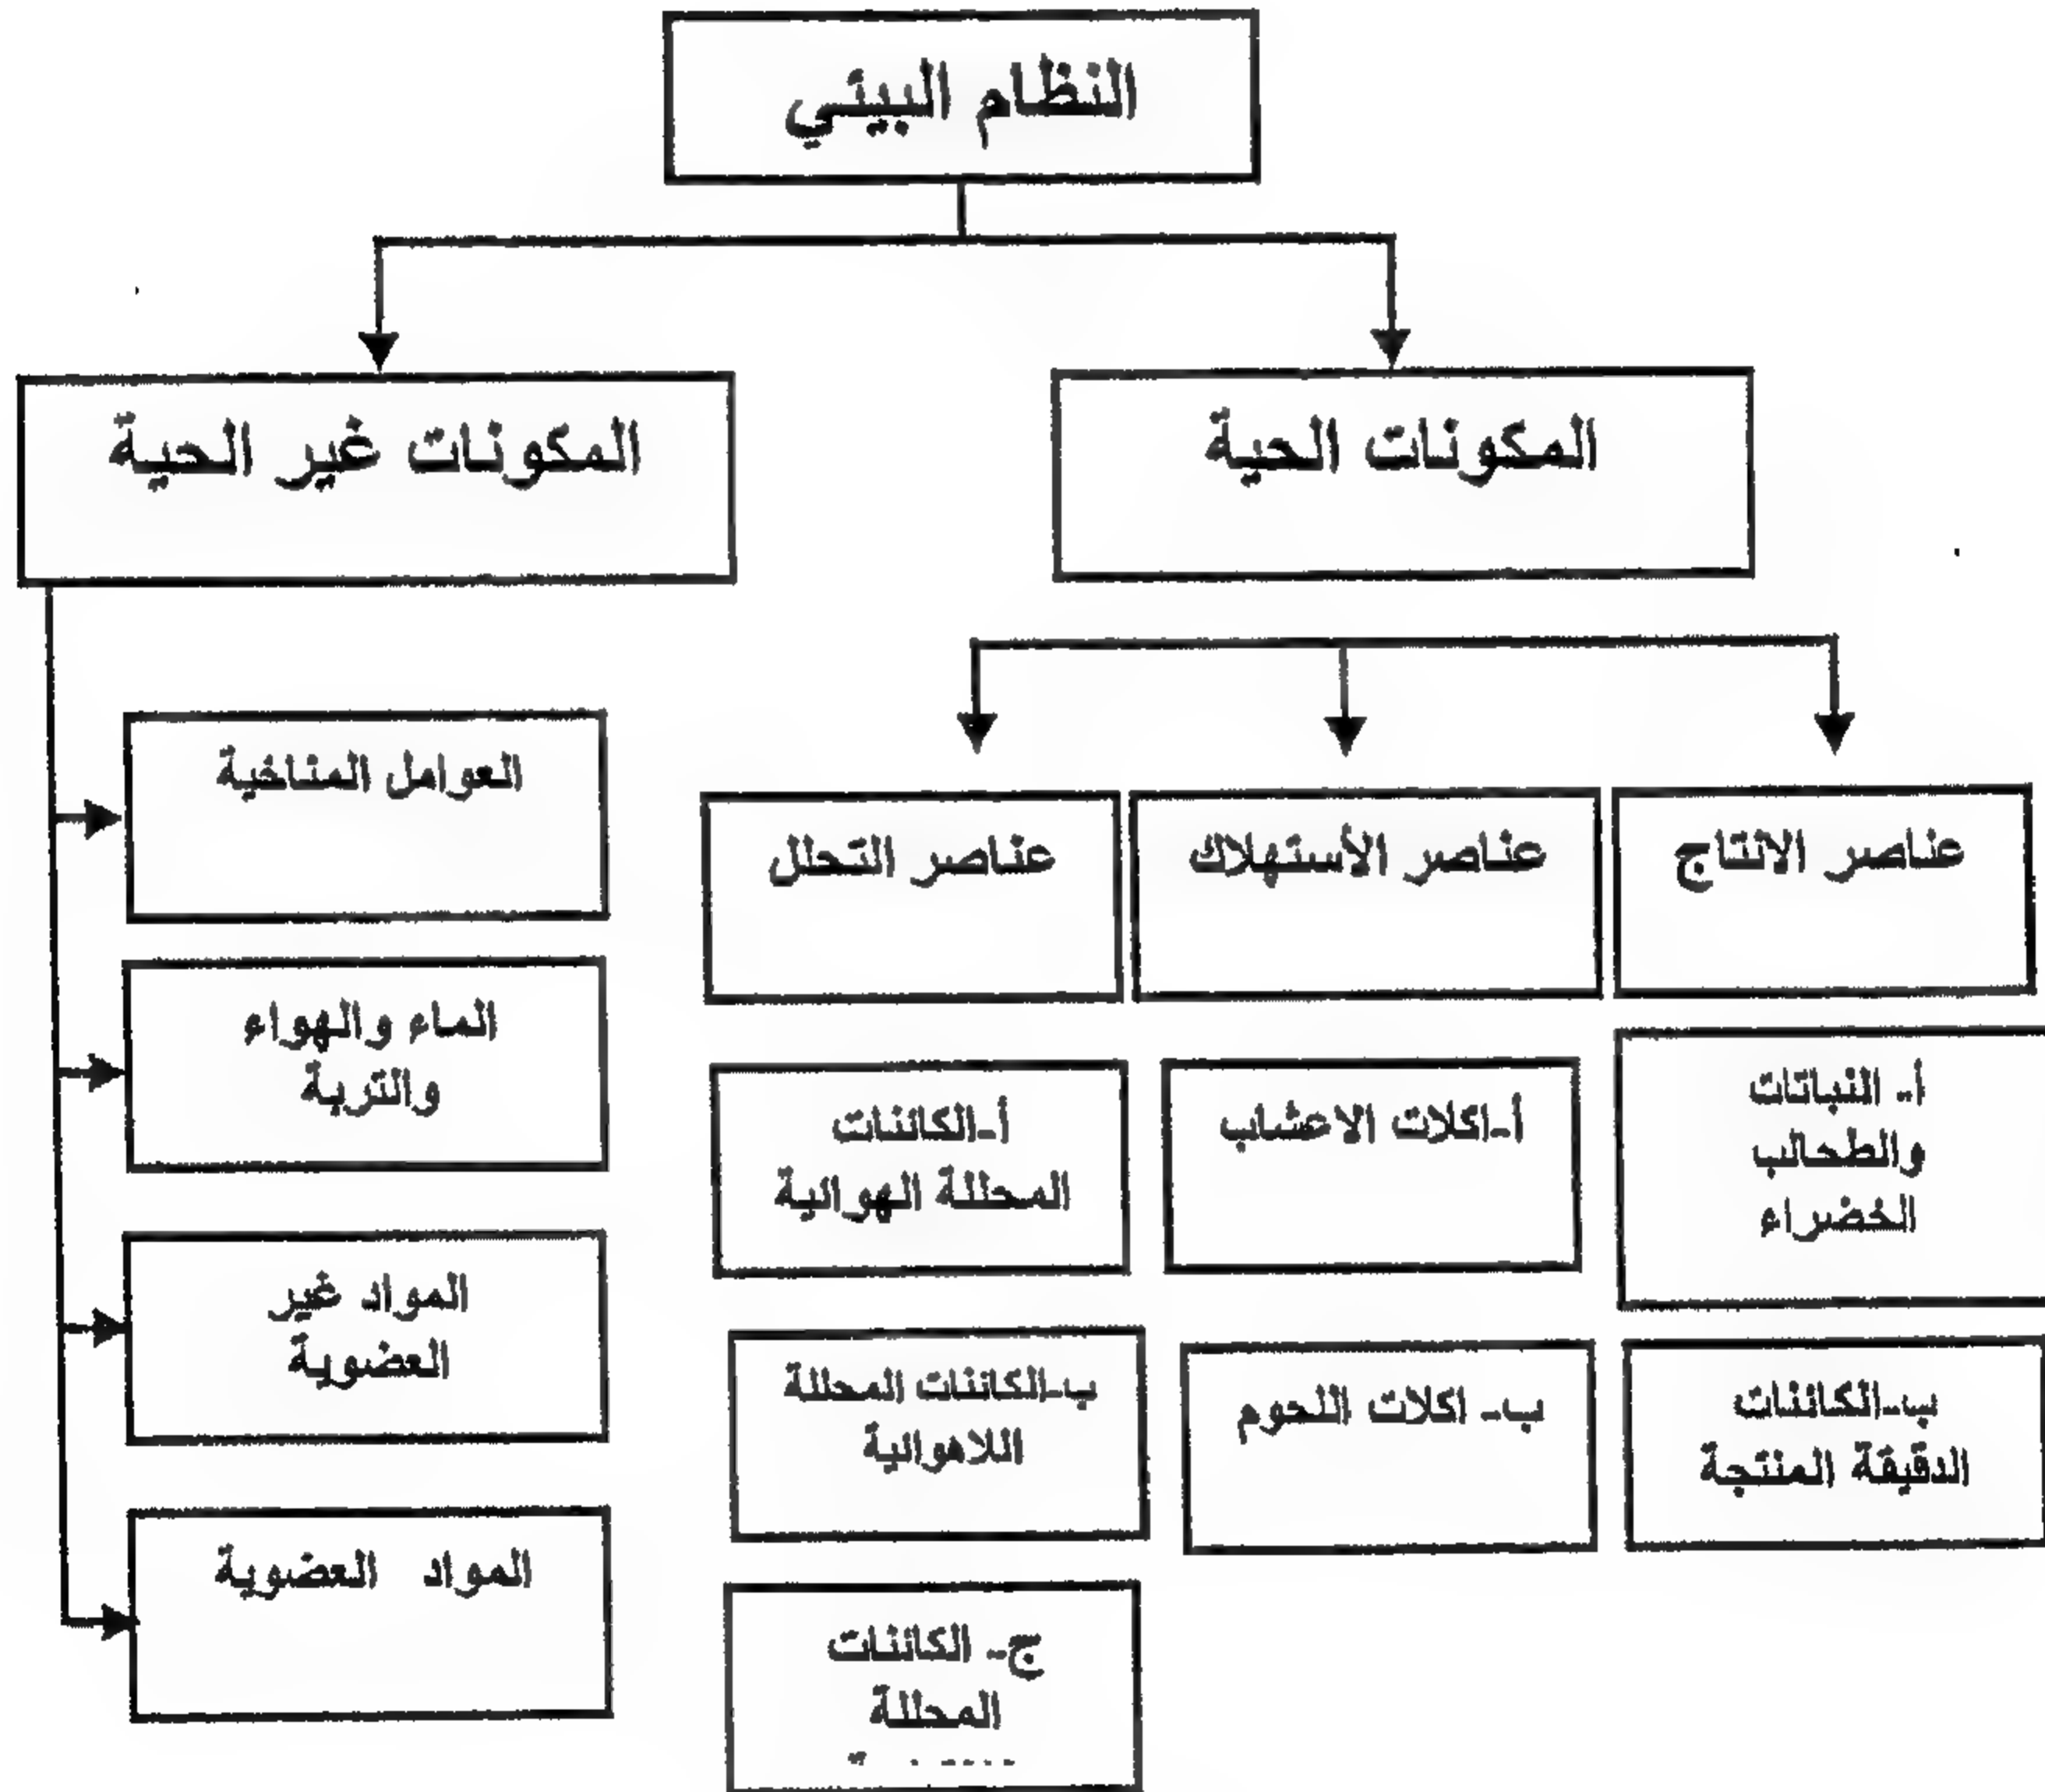 النظام البيئي
المكونات الحية
المكونات غير الحية
عناصر الانتاج
عناصر الأستهلاك
عناصر التحلل
أ- النباتات
والطحالب
الخضراء
ب-الكائنات
الدقيقة المنتجة
أ-اكلات الاعشاب
ب- اكلات اللحوم
أ-الكائنات
المحللة الهوائية
ب-الكائنات المحللة
اللاهوائية
ج- الكائنات
المحللة
العوامل المناخية
الماء والهواء
والتربة
المواد غير
العضوية
المواد العضوية